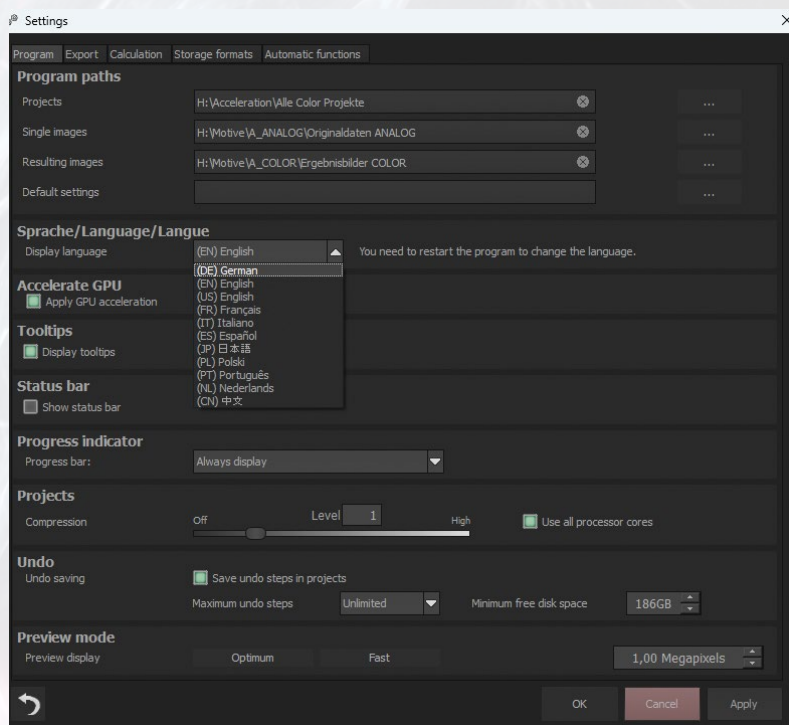 Settings
Program Export Calculation Storage formats Automatic functions
Program paths
Projects H:\Acceleration\Alle Color Projekte ...
Single images H:\Motive\A_ANALOG\Originaldaten ANALOG ...
Resulting images H:\Motive\A_COLOR\Ergebnisbilder COLOR ...
Default settings ...
Sprache/Language/Langue
Display language (EN) English You need to restart the program to change the language.
(DE) German
(EN) English
(US) English
(FR) Français
(IT) Italiano
(ES) Español
(JP) 日本語
(PL) Polski
(PT) Português
(NL) Nederlands
(CN) 中文
Accelerate GPU
Apply GPU acceleration
Tooltips
Display tooltips
Status bar
Show status bar
Progress indicator
Progress bar: Always display
Projects
Compression Off Level 1 High Use all processor cores
Undo
Undo saving Save undo steps in projects
Maximum undo steps Unlimited Minimum free disk space 186GB
Preview mode
Preview display Optimum Fast 1,00 Megapixels
OK Cancel Apply